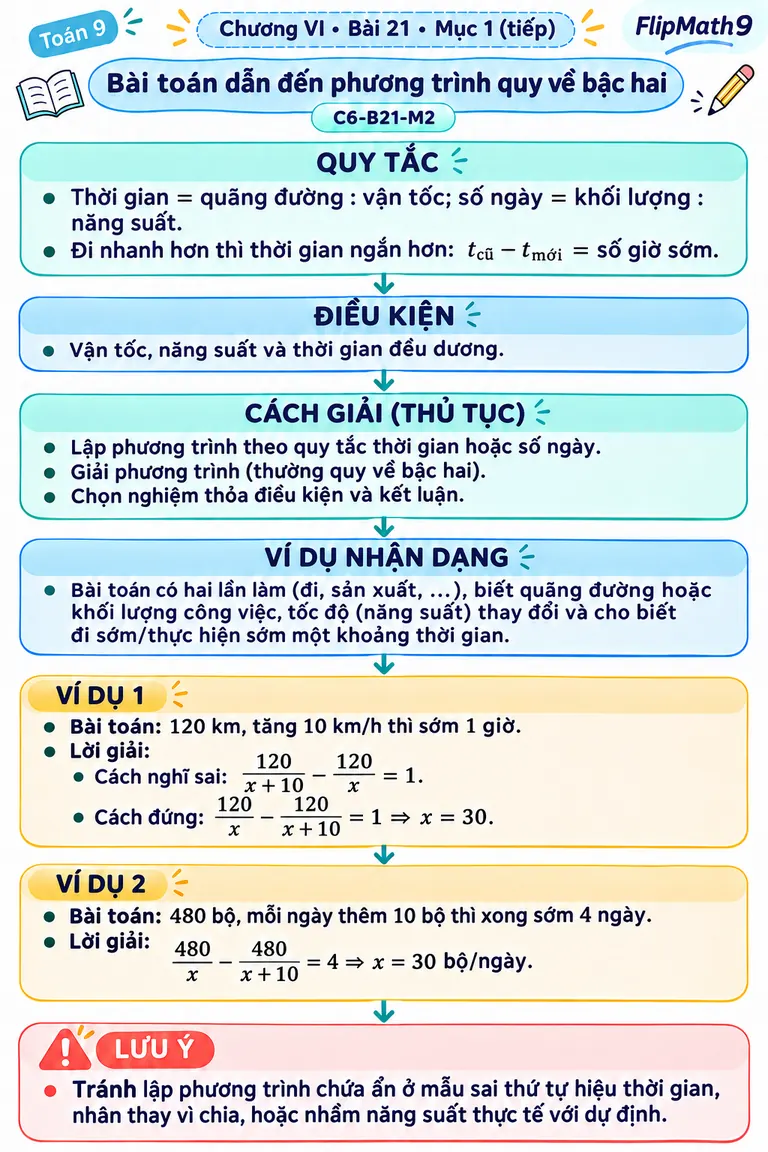 Toán 9
Chương VI • Bài 21 • Mục 1 (tiếp)
FlipMath9
Bài toán dẫn đến phương trình quy về bậc hai
C6-B21-M2
QUY TẮC
• Thời gian = quãng đường : vận tốc; số ngày = khối lượng :
năng suất.
• Đi nhanh hơn thì thời gian ngắn hơn: t_cũ − t_mới = số giờ sớm.
ĐIỀU KIỆN
• Vận tốc, năng suất và thời gian đều dương.
CÁCH GIẢI (THỦ TỤC)
• Lập phương trình theo quy tắc thời gian hoặc số ngày.
• Giải phương trình (thường quy về bậc hai).
• Chọn nghiệm thỏa điều kiện và kết luận.
VÍ DỤ NHẬN DẠNG
• Bài toán có hai lần làm (đi, sản xuất, ...), biết quãng đường hoặc
khối lượng công việc, tốc độ (năng suất) thay đổi và cho biết
đi sớm/thực hiện sớm một khoảng thời gian.
VÍ DỤ 1
• Bài toán: 120 km, tăng 10 km/h thì sớm 1 giờ.
• Lời giải:
• Cách nghĩ sai: 120/(x + 10) − 120/x = 1.
• Cách đứng: 120/x − 120/(x + 10) = 1 ⇒ x = 30.
VÍ DỤ 2
• Bài toán: 480 bộ, mỗi ngày thêm 10 bộ thì xong sớm 4 ngày.
• Lời giải:
480/x − 480/(x + 10) = 4 ⇒ x = 30 bộ/ngày.
LƯU Ý
• Tránh lập phương trình chứa ẩn ở mẫu sai thứ tự hiệu thời gian,
nhân thay vì chia, hoặc nhầm năng suất thực tế với dự định.